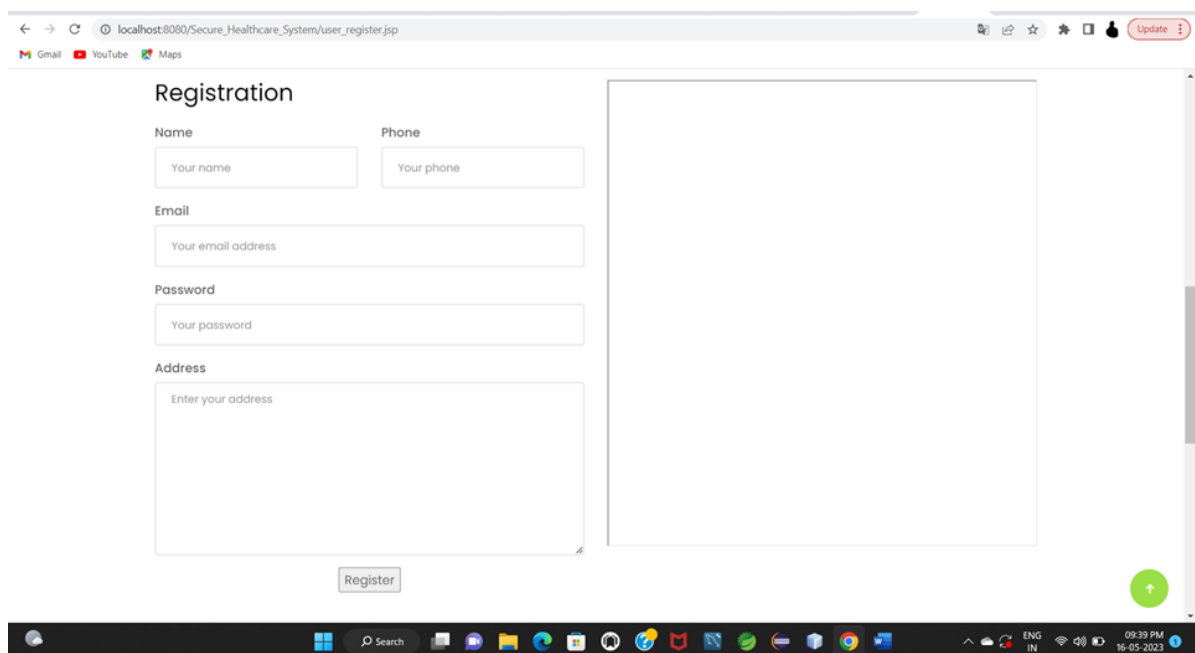 localhost:8080/Secure_Healthcare_System/user_register.jsp
Update
Gmail YouTube Maps
Registration
Name Phone
Your name Your phone
Email
Your email address
Password
Your password
Address
Enter your address
Register
Search
ENG
IN
09:39 PM
16-05-2023
1